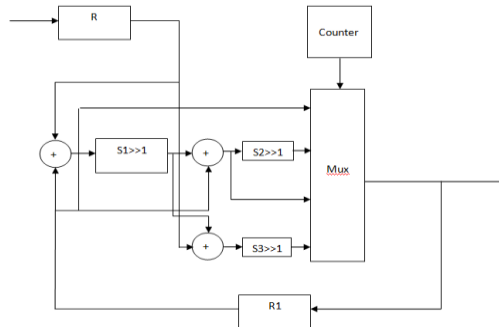 R
Counter
+
S1>>1
+
S2>>1
Mux
+
S3>>1
R1